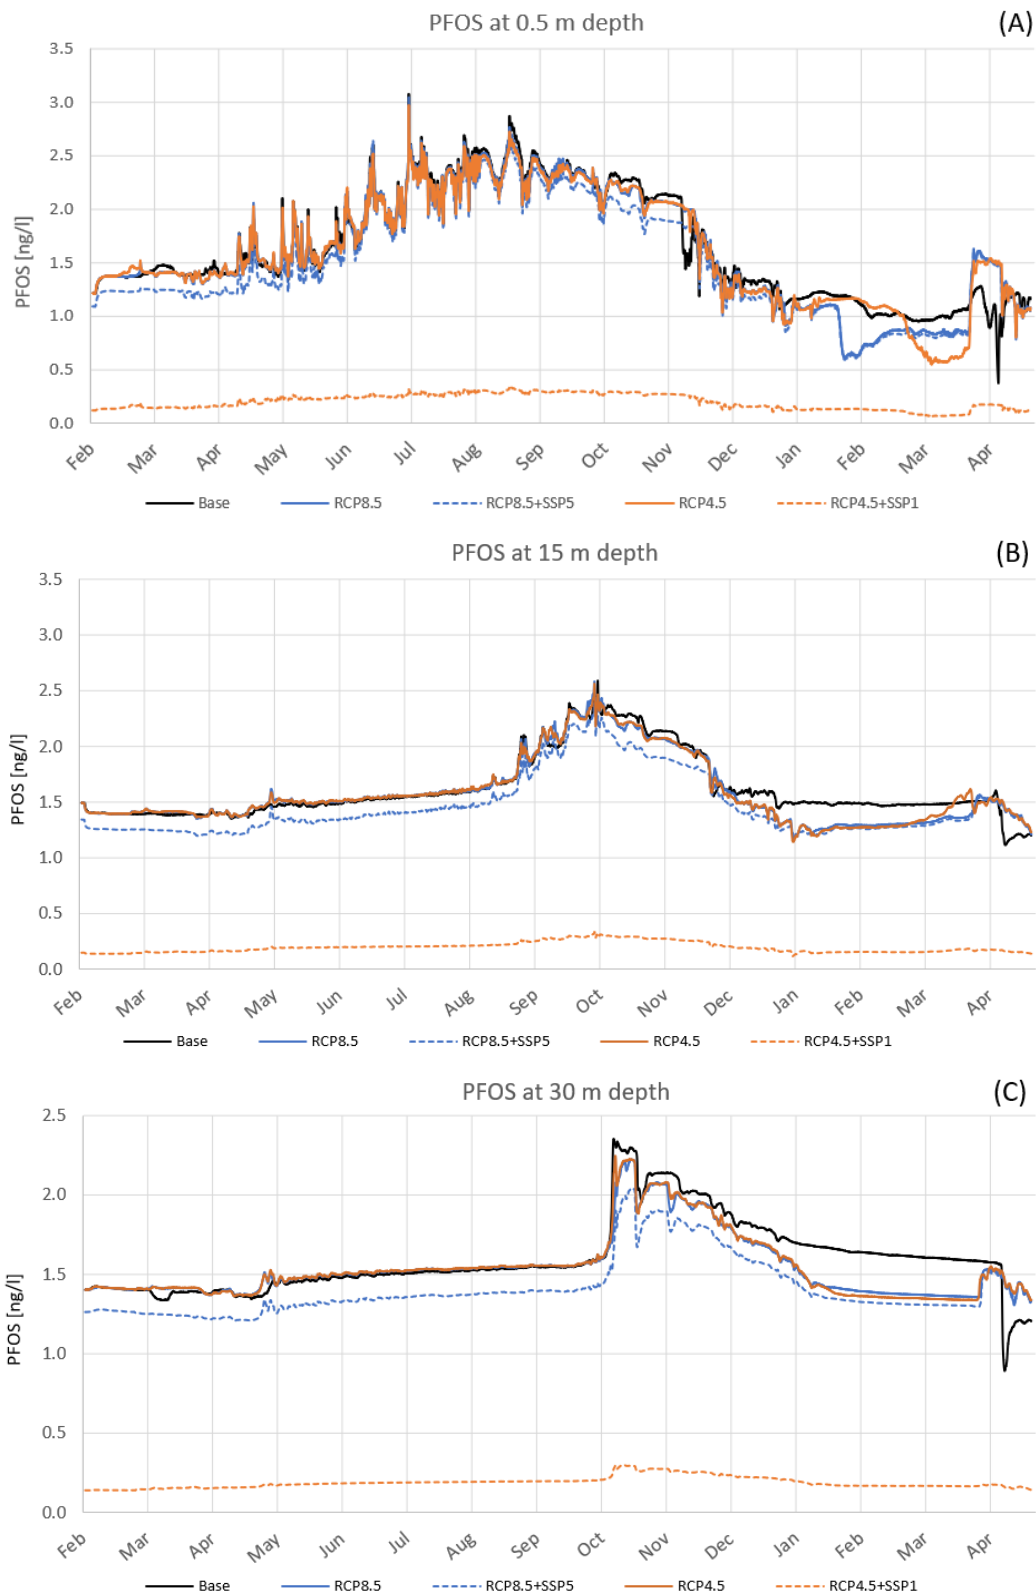 PFOS at 0.5 m depth
(A)
3.5
3.0
2.5
2.0
1.5
1.0
0.5
0.0
PFOS [ng/l]
Feb Mar Apr May Jun Jul Aug Sep Oct Nov Dec Jan Feb Mar Apr
Base RCP8.5 RCP8.5+SSP5 RCP4.5 RCP4.5+SSP1
PFOS at 15 m depth
(B)
3.5
3.0
2.5
2.0
1.5
1.0
0.5
0.0
PFOS [ng/l]
Feb Mar Apr May Jun Jul Aug Sep Oct Nov Dec Jan Feb Mar Apr
Base RCP8.5 RCP8.5+SSP5 RCP4.5 RCP4.5+SSP1
PFOS at 30 m depth
(C)
2.5
2.0
1.5
1.0
0.5
0.0
PFOS [ng/l]
Feb Mar Apr May Jun Jul Aug Sep Oct Nov Dec Jan Feb Mar Apr
Base RCP8.5 RCP8.5+SSP5 RCP4.5 RCP4.5+SSP1